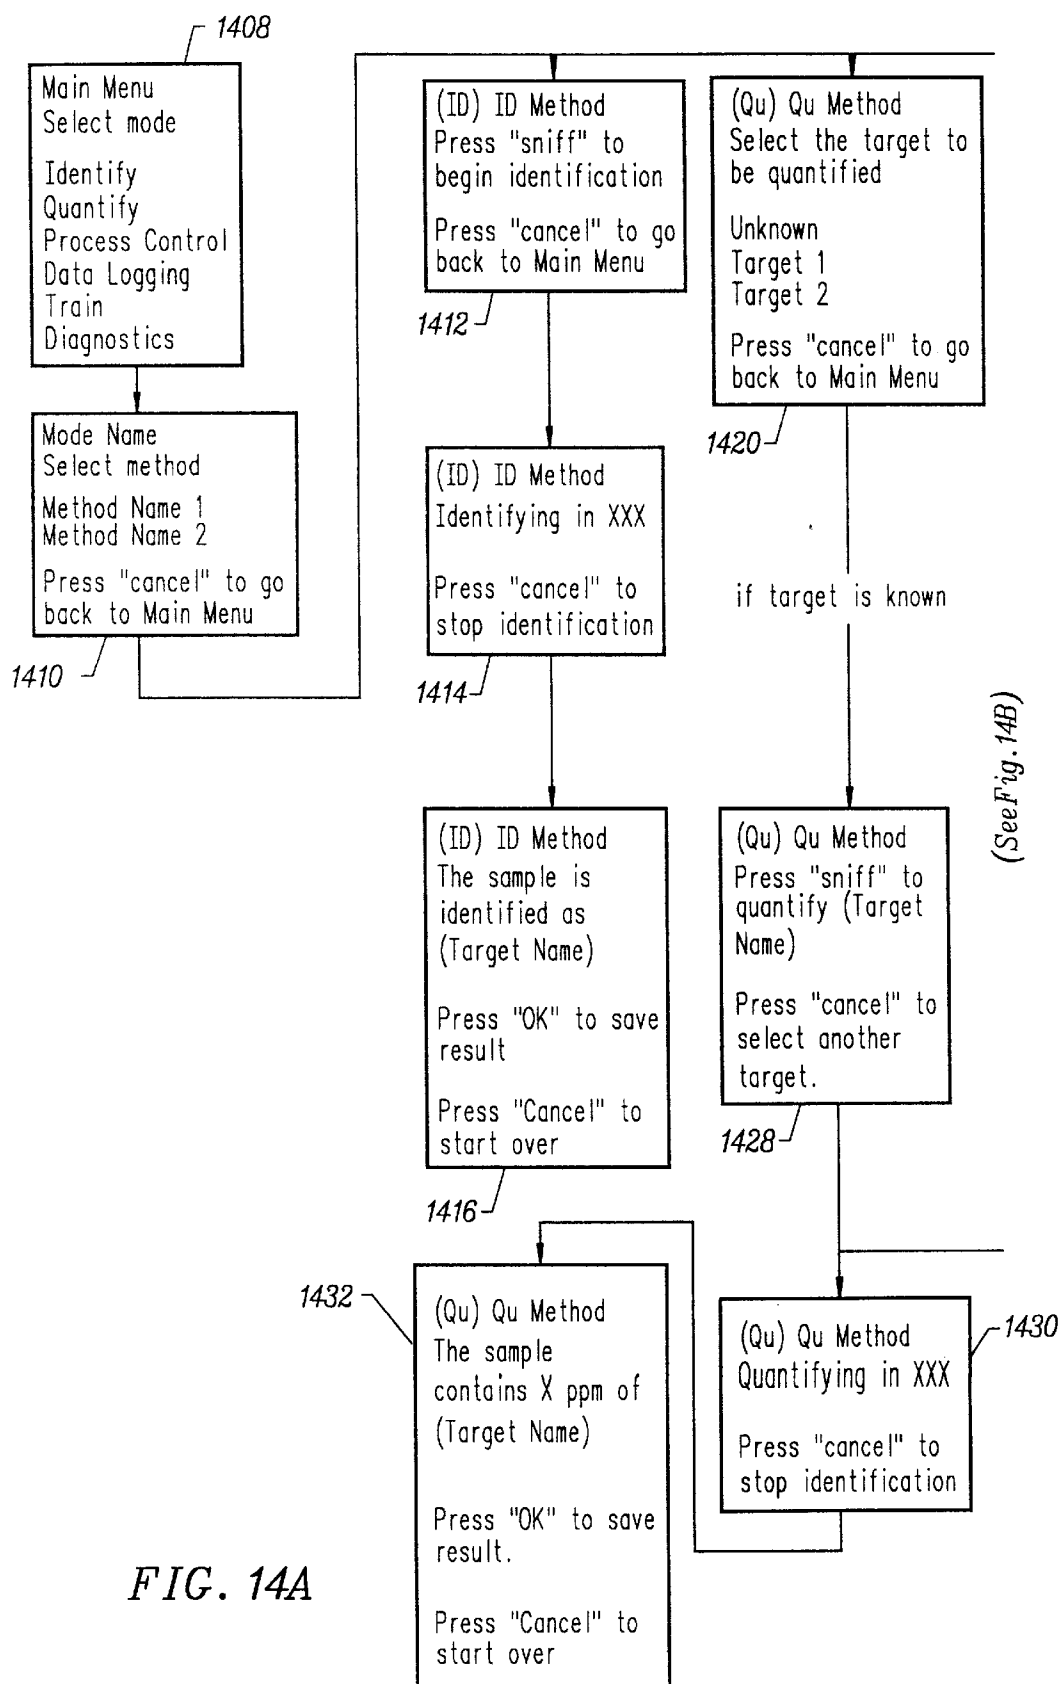 1408
Main Menu
Select mode
Identify
Quantify
Process Control
Data Logging
Train
Diagnostics
Mode Name
Select method
Method Name 1
Method Name 2
Press "cancel" to go
back to Main Menu
1410
(ID) ID Method
Press "sniff" to
begin identification
Press "cancel" to go
back to Main Menu
1412
(ID) ID Method
Identifying in XXX
Press "cancel" to
stop identification
1414
(ID) ID Method
The sample is
identified as
(Target Name)
Press "OK" to save
result
Press "Cancel" to
start over
1416
(Qu) Qu Method
Select the target to
be quantified
Unknown
Target 1
Target 2
Press "cancel" to go
back to Main Menu
1420
if target is known
(See Fig. 14B)
(Qu) Qu Method
Press "sniff" to
quantify (Target
Name)
Press "cancel" to
select another
target.
1428
1430
(Qu) Qu Method
Quantifying in XXX
Press "cancel" to
stop identification
1432
(Qu) Qu Method
The sample
contains X ppm of
(Target Name)
Press "OK" to save
result.
Press "Cancel" to
start over
FIG. 14A